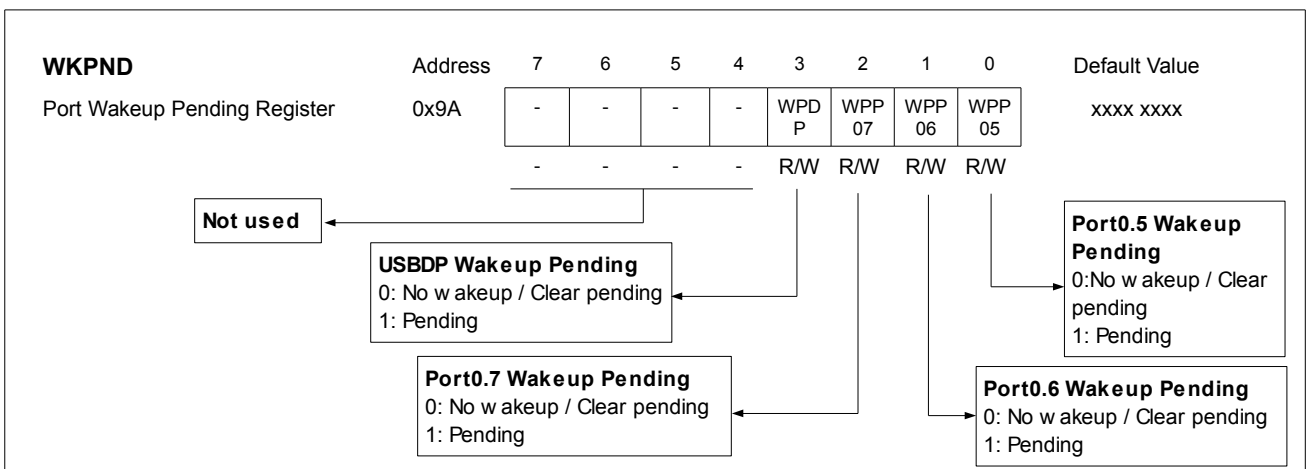 WKPND Address 7 6 5 4 3 2 1 0 Default Value
Port Wakeup Pending Register 0x9A - - - - WPD P WPP 07 WPP 06 WPP 05 xxxx xxxx
- - - - R/W R/W R/W R/W
Not used
USBDP Wakeup Pending
0: No w akeup / Clear pending
1: Pending
Port0.5 Wakeup
Pending
0:No w akeup / Clear
pending
1: Pending
Port0.7 Wakeup Pending
0: No w akeup / Clear pending
1: Pending
Port0.6 Wakeup Pending
0: No w akeup / Clear pending
1: Pending